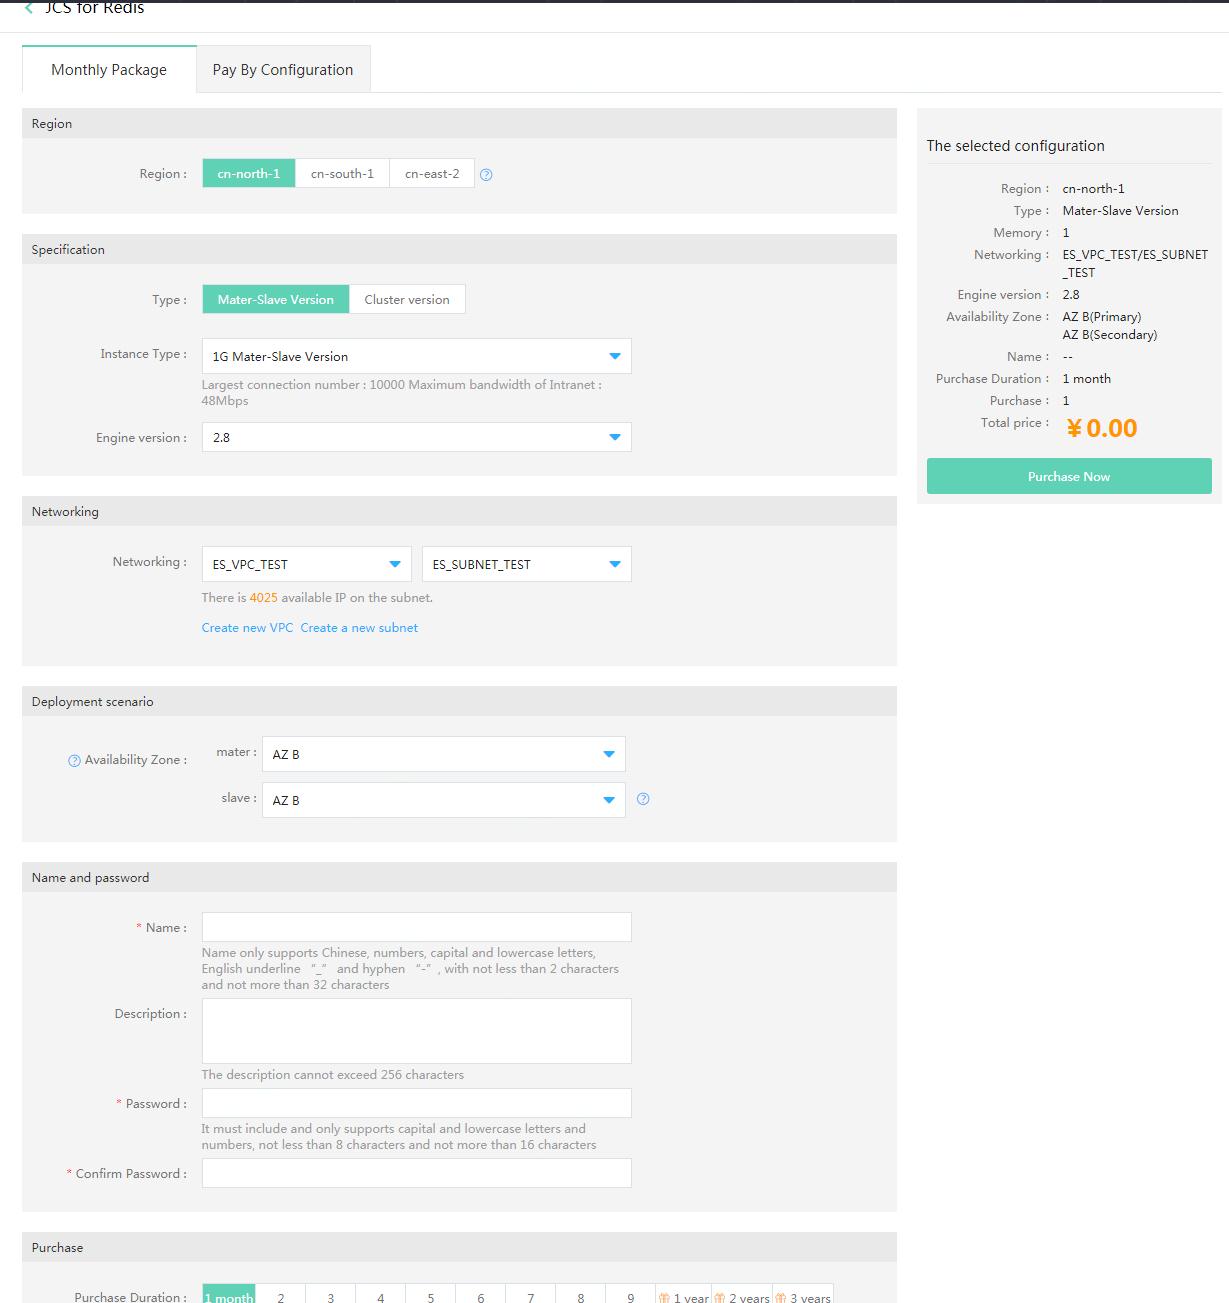 JCS for Redis
Monthly Package
Pay By Configuration
Region
Region :
cn-north-1
cn-south-1
cn-east-2
Specification
Type :
Mater-Slave Version
Cluster version
Instance Type :
1G Mater-Slave Version
Largest connection number : 10000 Maximum bandwidth of Intranet :
48Mbps
Engine version :
2.8
Networking
Networking :
ES_VPC_TEST
ES_SUBNET_TEST
There is 4025 available IP on the subnet.
Create new VPC Create a new subnet
Deployment scenario
Availability Zone :
mater :
AZ B
slave :
AZ B
Name and password
* Name :
Name only supports Chinese, numbers, capital and lowercase letters,
English underline “_” and hyphen “-” , with not less than 2 characters
and not more than 32 characters
Description :
The description cannot exceed 256 characters
* Password :
It must include and only supports capital and lowercase letters and
numbers, not less than 8 characters and not more than 16 characters
* Confirm Password :
Purchase
Purchase Duration :
1 month
2
3
4
5
6
7
8
9
1 year
2 years
3 years
The selected configuration
Region : cn-north-1
Type : Mater-Slave Version
Memory : 1
Networking : ES_VPC_TEST/ES_SUBNET
_TEST
Engine version : 2.8
Availability Zone : AZ B(Primary)
AZ B(Secondary)
Name : --
Purchase Duration : 1 month
Purchase : 1
Total price : ¥ 0.00
Purchase Now